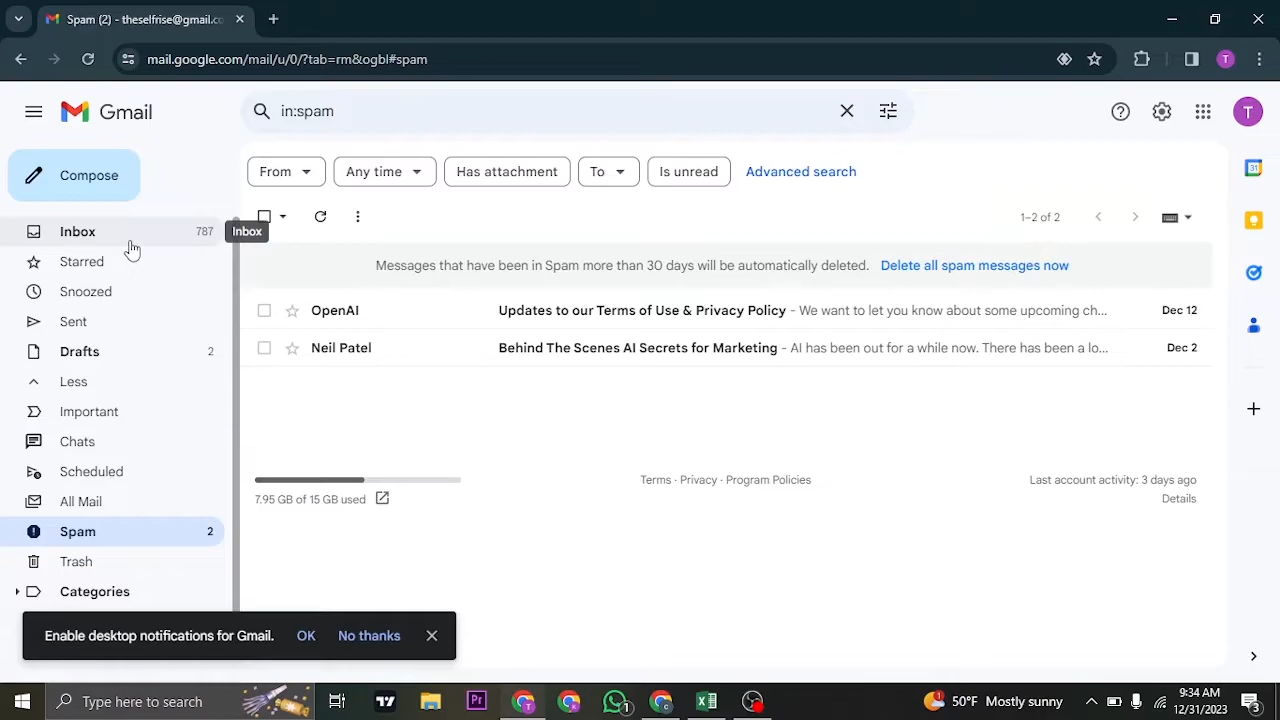 Spam (2) - theselfrise@gmail.co
mail.google.com/mail/u/0/?tab=rm&ogbl#spam
T
Gmail
in:spam
T
Compose
From
Any time
Has attachment
To
Is unread
Advanced search
31
Inbox 787
Inbox
1–2 of 2
Starred
Messages that have been in Spam more than 30 days will be automatically deleted. Delete all spam messages now
Snoozed
OpenAI Updates to our Terms of Use & Privacy Policy - We want to let you know about some upcoming ch... Dec 12
Sent
Neil Patel Behind The Scenes AI Secrets for Marketing - AI has been out for a while now. There has been a lo... Dec 2
Drafts 2
Less
Important
Chats
Scheduled
All Mail
Spam 2
Trash
Categories
7.95 GB of 15 GB used
Terms · Privacy · Program Policies
Last account activity: 3 days ago
Details
Enable desktop notifications for Gmail. OK No thanks
Type here to search
Pr
T
1
C
1
50°F Mostly sunny
9:34 AM
12/31/2023
3